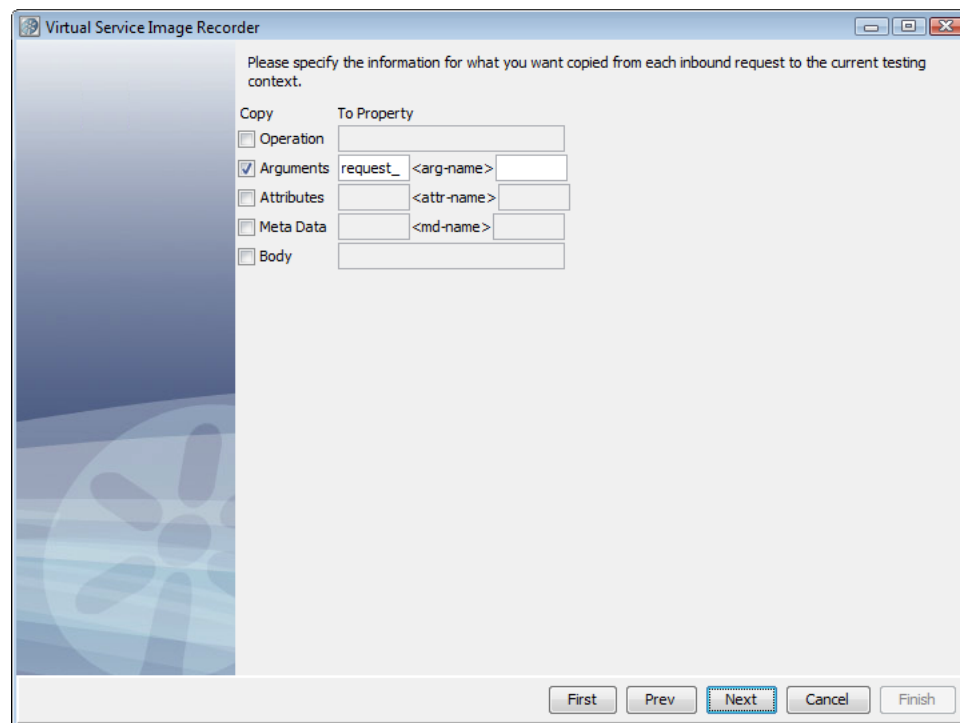 Virtual Service Image Recorder
Please specify the information for what you want copied from each inbound request to the current testing
context.
Copy To Property
Operation
Arguments request_ <arg-name>
Attributes <attr-name>
Meta Data <md-name>
Body
First Prev Next Cancel Finish